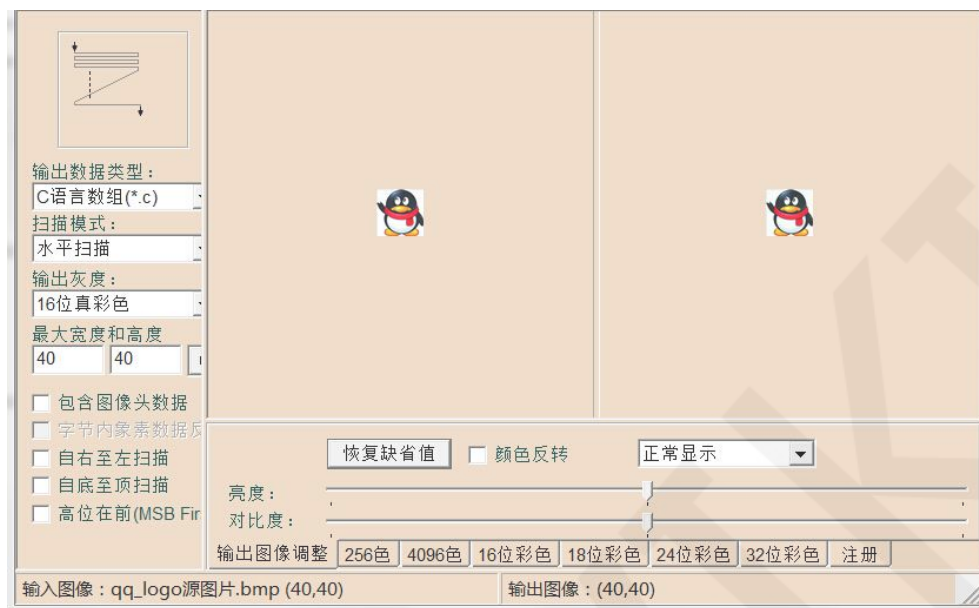 输出数据类型：
C语言数组(*.c)
扫描模式：
水平扫描
输出灰度：
16位真彩色
最大宽度和高度
40 40
包含图像头数据
字节内象素数据反
自右至左扫描
自底至顶扫描
高位在前(MSB Fir
恢复缺省值 颜色反转 正常显示
亮度：
对比度：
输出图像调整 256色 4096色 16位彩色 18位彩色 24位彩色 32位彩色 注册
输入图像：qq_logo源图片.bmp (40,40) 输出图像：(40,40)